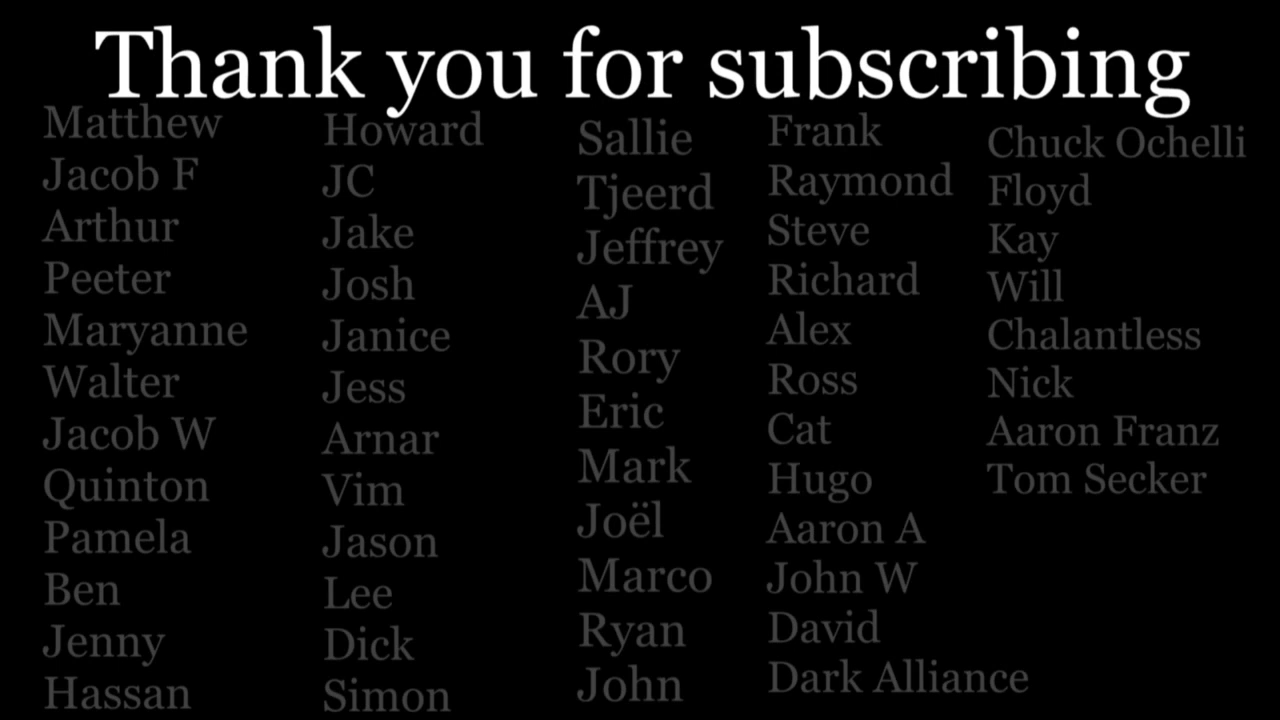 Thank you for subscribing
Matthew
Jacob F
Arthur
Peeter
Maryanne
Walter
Jacob W
Quinton
Pamela
Ben
Jenny
Hassan
Howard
JC
Jake
Josh
Janice
Jess
Arnar
Vim
Jason
Lee
Dick
Simon
Sallie
Tjeerd
Jeffrey
AJ
Rory
Eric
Mark
Joël
Marco
Ryan
John
Frank
Raymond
Steve
Richard
Alex
Ross
Cat
Hugo
Aaron A
John W
David
Dark Alliance
Chuck Ochelli
Floyd
Kay
Will
Chalantless
Nick
Aaron Franz
Tom Secker